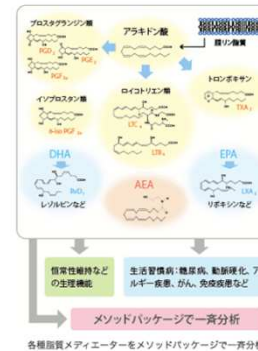 プロスタグランジン類
アラキドン酸
膜リン脂質
PGD₂
PGE₂
PGF₂α
トロンボキサン
TXA₂
イソプロスタン類
ロイコトリエン類
LTC₄
8-iso PGF₂α
LTB₄
DHA
EPA
AEA
RvD₁
レゾルビンなど
LXA₄
リポキシンなど
恒常性維持など
の生理機能
生活習慣病:糖尿病、動脈硬化、ア
ルギー疾患、がん、免疫疾患など
メソッドパッケージで一斉分析
各種脂質メディエーターをメソッドパッケージで一斉分析